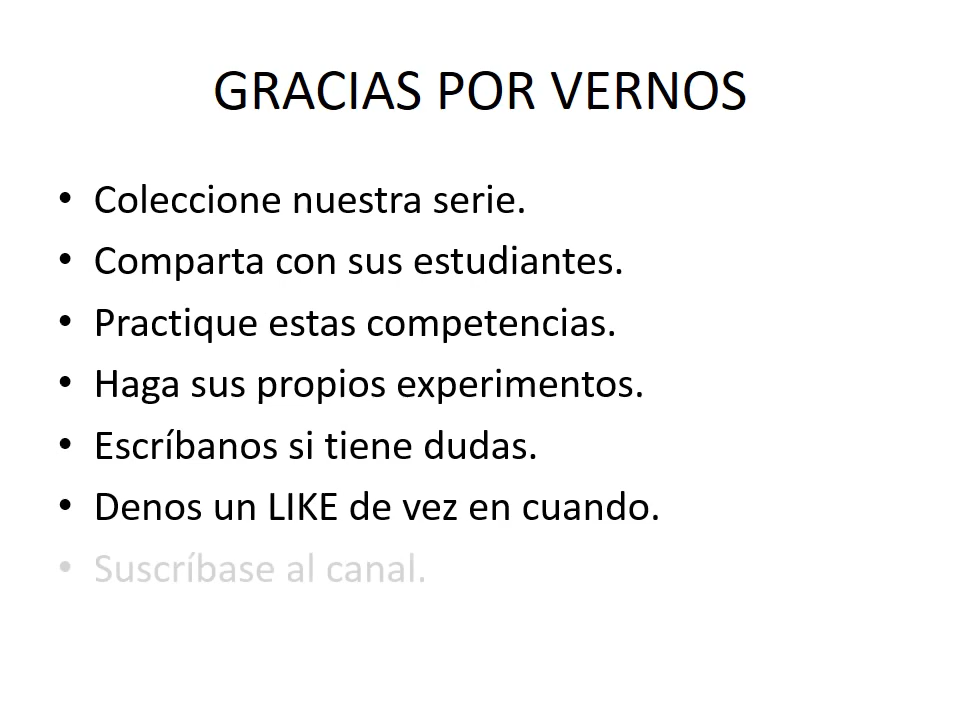 GRACIAS POR VERNOS
• Coleccione nuestra serie.
• Comparta con sus estudiantes.
• Practique estas competencias.
• Haga sus propios experimentos.
• Escríbanos si tiene dudas.
• Denos un LIKE de vez en cuando.
• Suscríbase al canal.